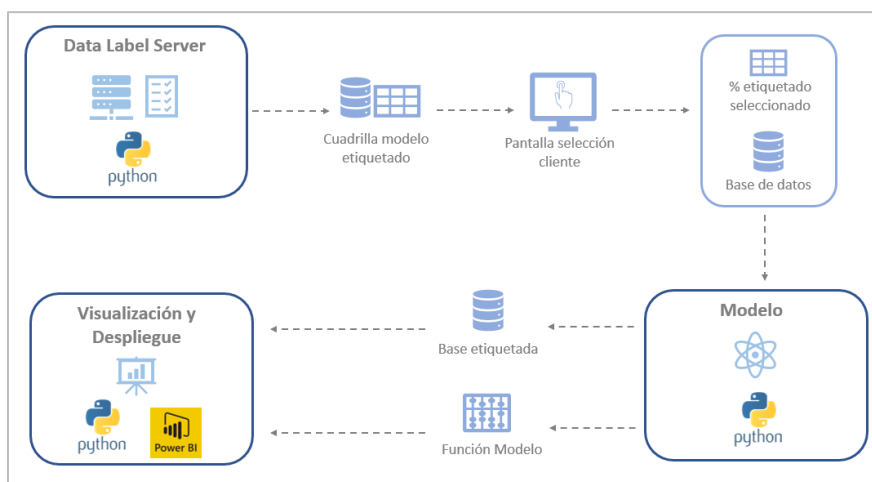 Data Label Server
python
Cuadrilla modelo
etiquetado
Pantalla selección
cliente
% etiquetado
seleccionado
Base de datos
Visualización y
Despliegue
python
Power BI
Base etiquetada
Función Modelo
Modelo
python